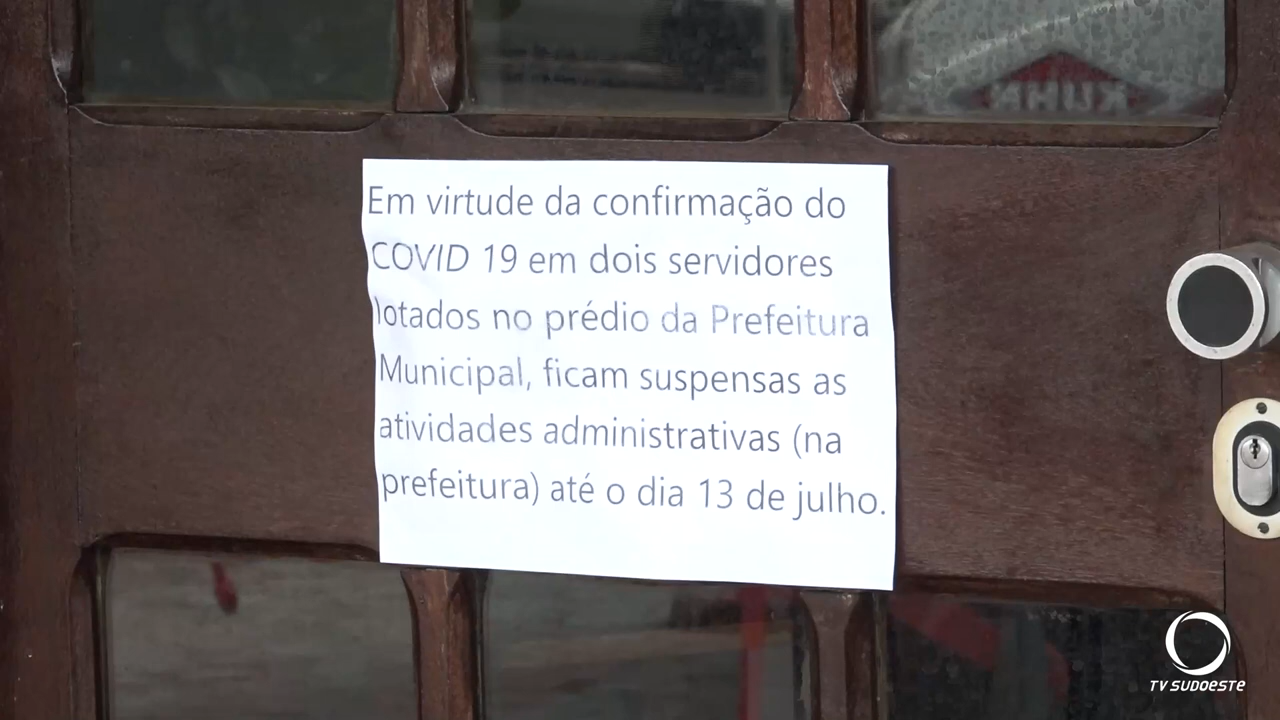 KUHN
Em virtude da confirmação do
COVID 19 em dois servidores
lotados no prédio da Prefeitura
Municipal, ficam suspensas as
atividades administrativas (na
prefeitura) até o dia 13 de julho.
TV SUDOESTE